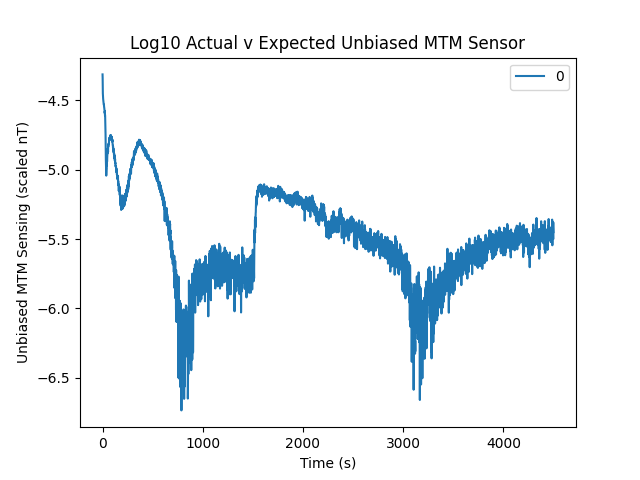 Log10 Actual v Expected Unbiased MTM Sensor
0
Unbiased MTM Sensing (scaled nT)
−4.5
−5.0
−5.5
−6.0
−6.5
0 1000 2000 3000 4000
Time (s)